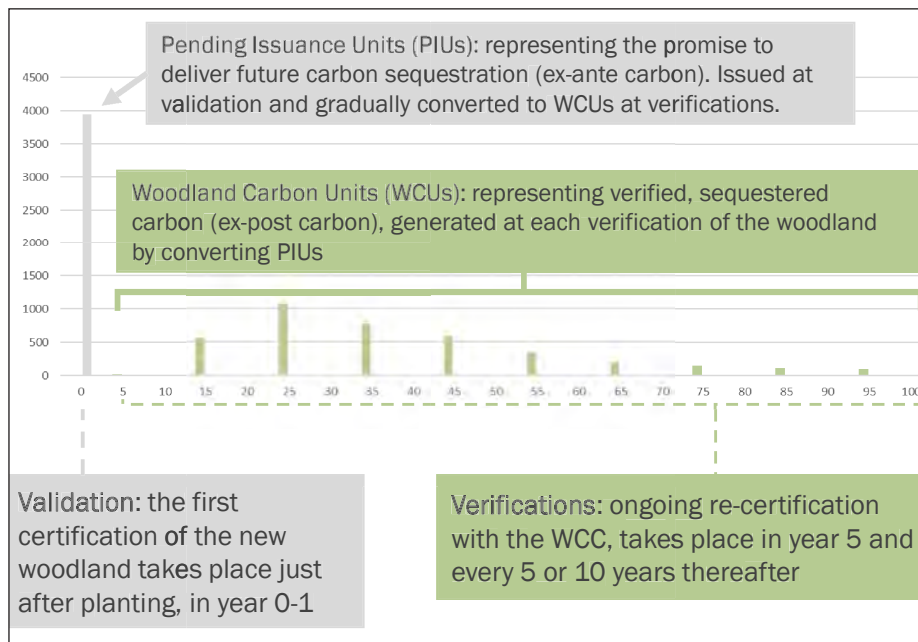 Pending Issuance Units (PIUs): representing the promise to
deliver future carbon sequestration (ex-ante carbon). Issued at
validation and gradually converted to WCUs at verifications.
4500
4000
3500
3000
Woodland Carbon Units (WCUs): representing verified, sequestered
carbon (ex-post carbon), generated at each verification of the woodland
by converting PIUs
2500
2000
1500
1000
500
0
0 5 10 15 20 25 30 35 40 45 50 55 60 65 70 75 80 85 90 95 100
Validation: the first
certification of the new
woodland takes place just
after planting, in year 0-1
Verifications: ongoing re-certification
with the WCC, takes place in year 5 and
every 5 or 10 years thereafter